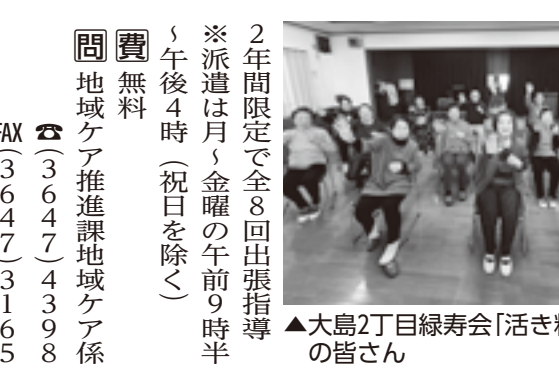 2年間限定で全8回出張指導
※派遣は月～金曜の午前9時半
～午後4時（祝日を除く）
費 無料
問 地域ケア推進課地域ケア係
☎（3647）4398
FAX（3647）3165
▲大島2丁目緑寿会「活き
の皆さん